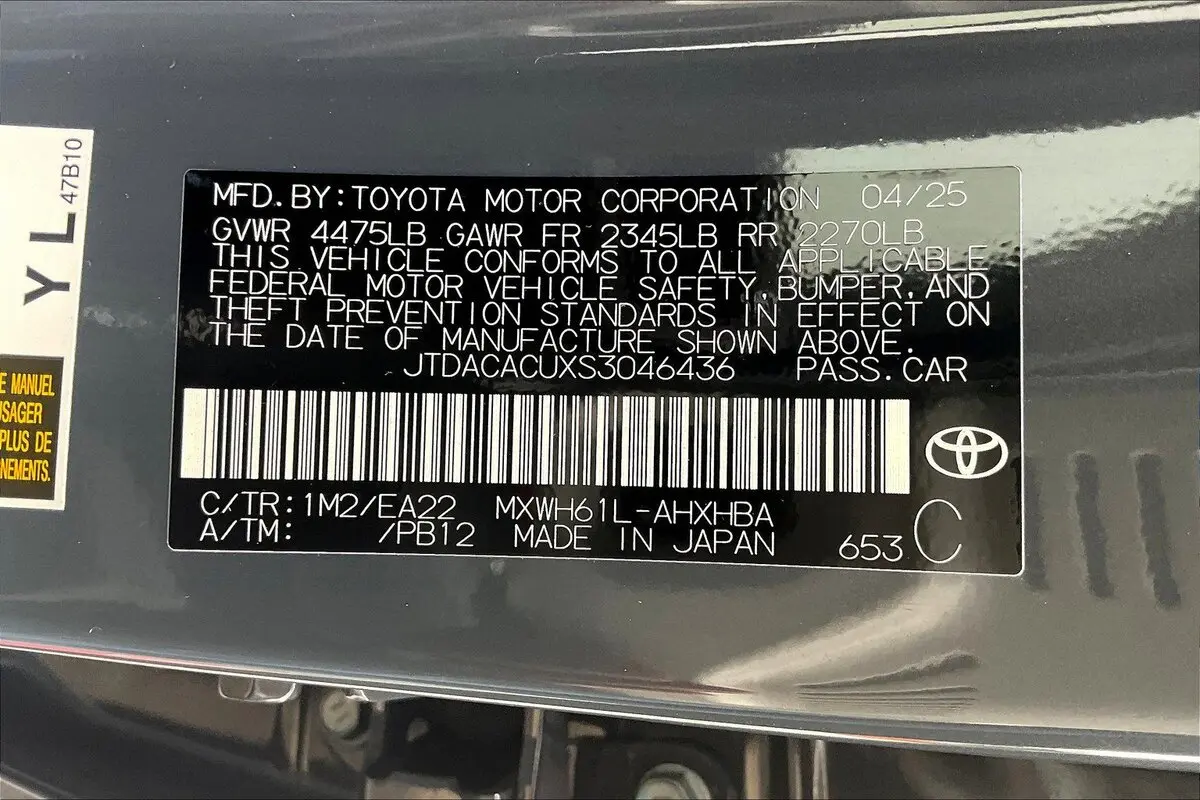 YL
47B10
E MANUEL
USAGER
PLUS DE
NEMENTS.
MFD.BY:TOYOTA MOTOR CORPORATION 04/25
GVWR 4475LB GAWR FR 2345LB RR 2270LB
THIS VEHICLE CONFORMS TO ALL APPLICABLE
FEDERAL MOTOR VEHICLE SAFETY,BUMPER,AND
THEFT PREVENTION STANDARDS IN EFFECT ON
THE DATE OF MANUFACTURE SHOWN ABOVE.
JTDACACUXS3046436 PASS.CAR
C/TR:1M2/EA22 MXWH61L-AHXHBA
A/TM: /PB12 MADE IN JAPAN 653 C